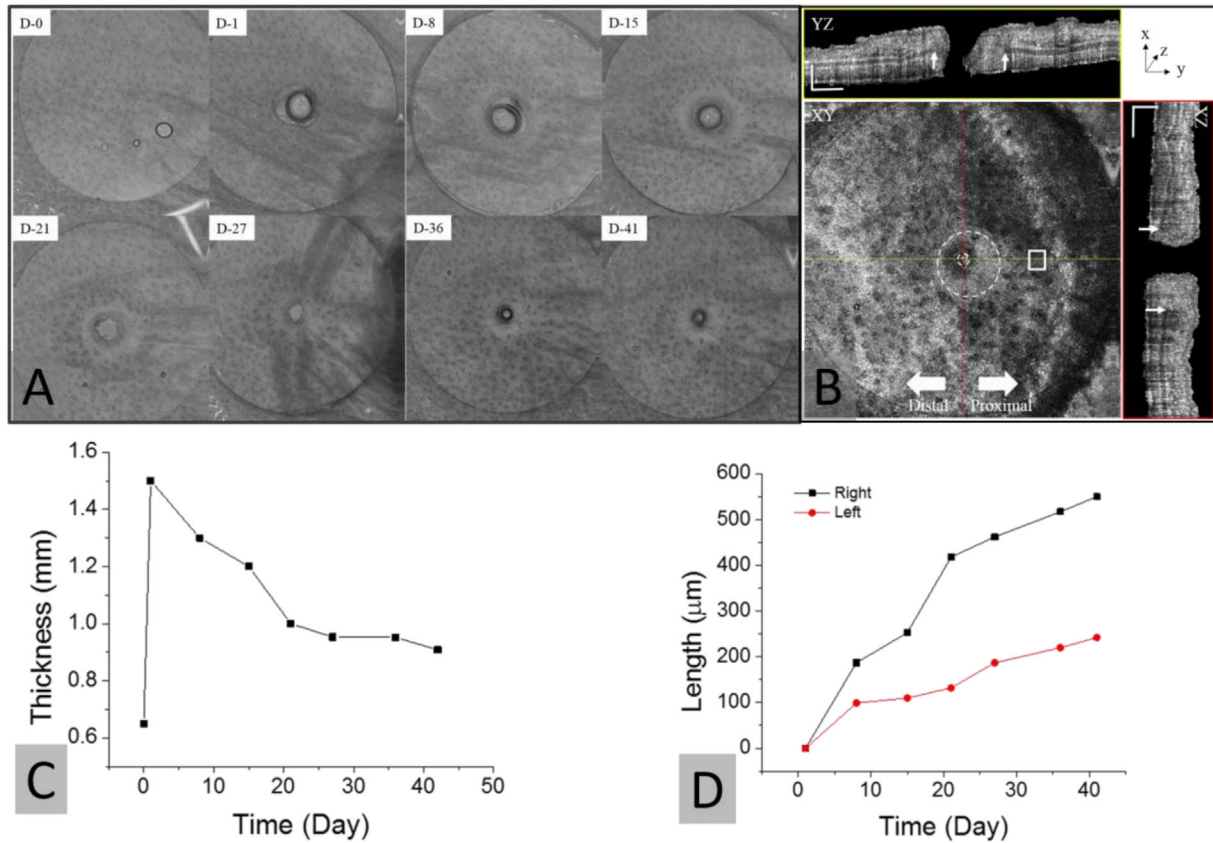 D-0
D-1
D-8
D-15
D-21
D-27
D-36
D-41
A
YZ
x
z
y
XY
ZX
Distal
Proximal
B
1.6
1.4
1.2
1.0
0.8
0.6
Thickness (mm)
0 10 20 30 40 50
Time (Day)
C
600
500
400
300
200
100
0
Length (μm)
Right
Left
0 10 20 30 40
Time (Day)
D